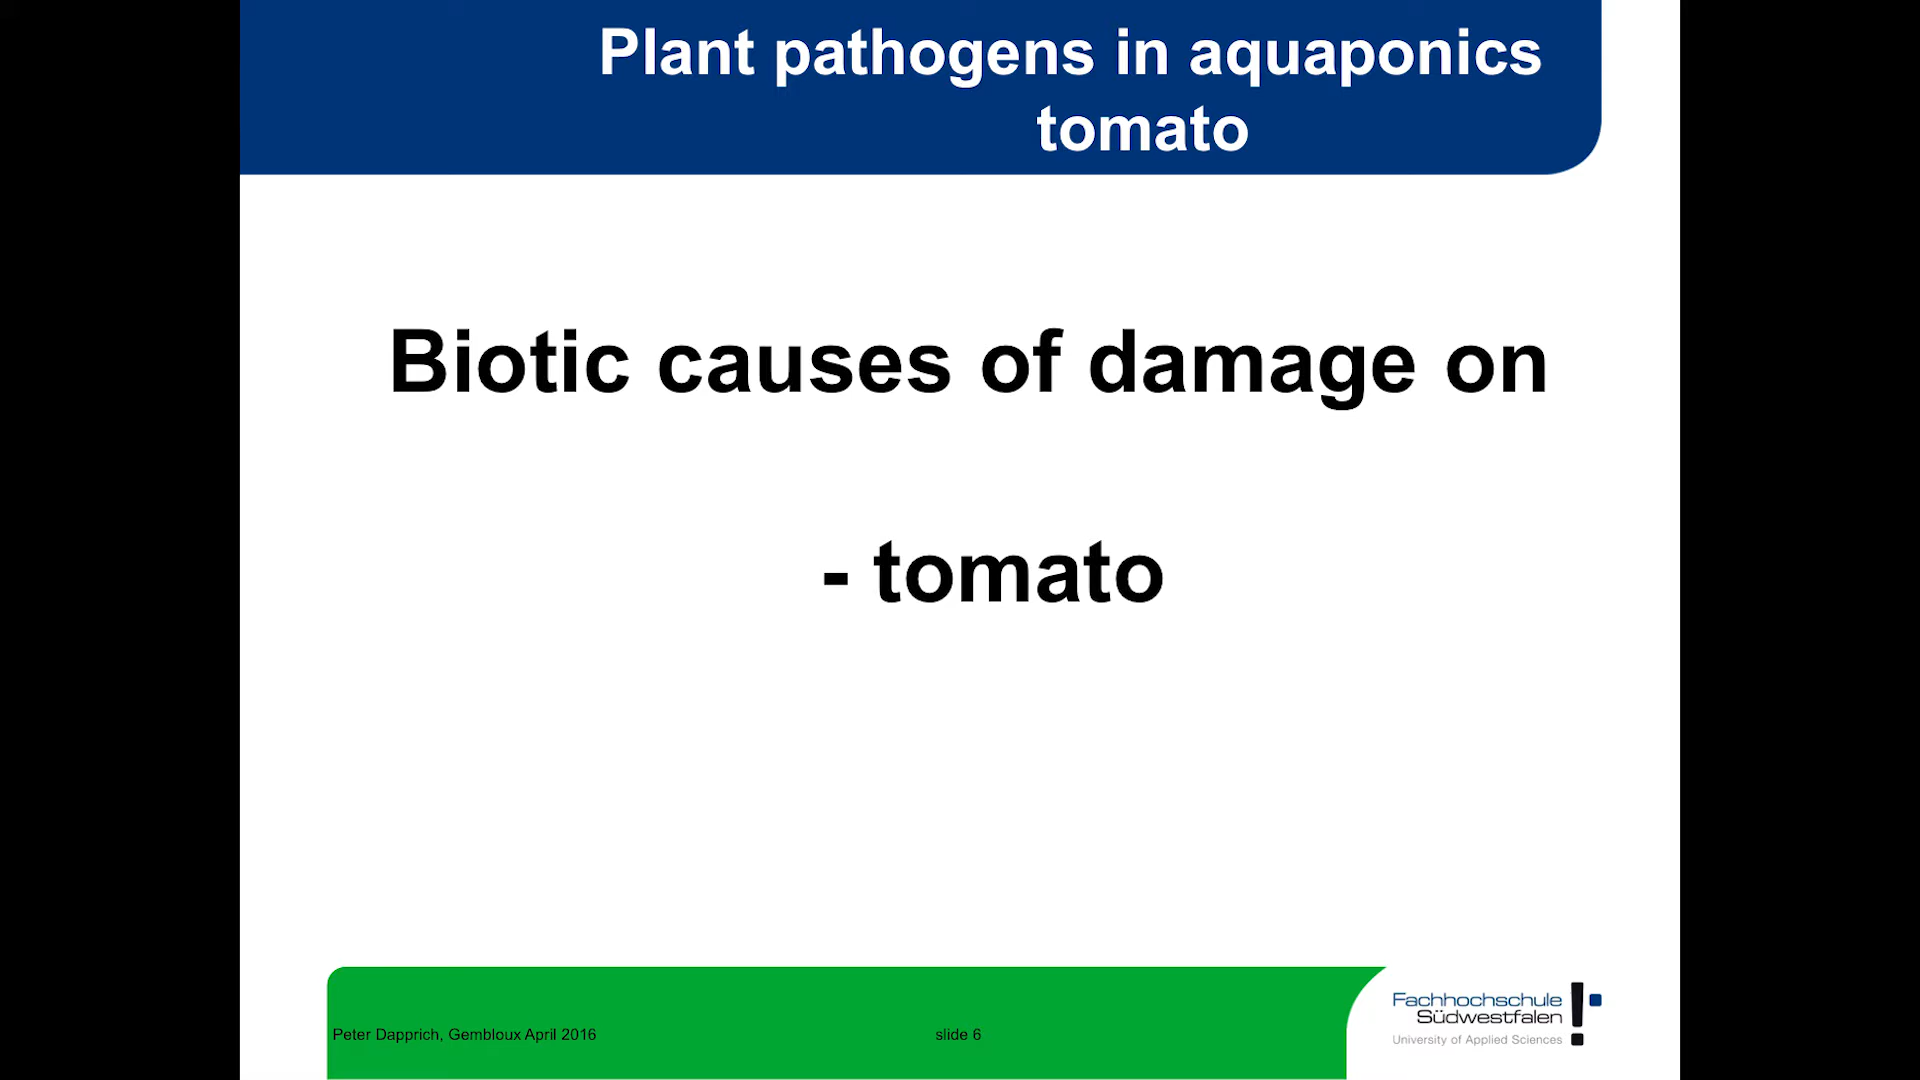 Plant pathogens in aquaponics
tomato
Biotic causes of damage on
- tomato
Peter Dapprich, Gembloux April 2016
slide 6
Fachhochschule
Südwestfalen
University of Applied Sciences